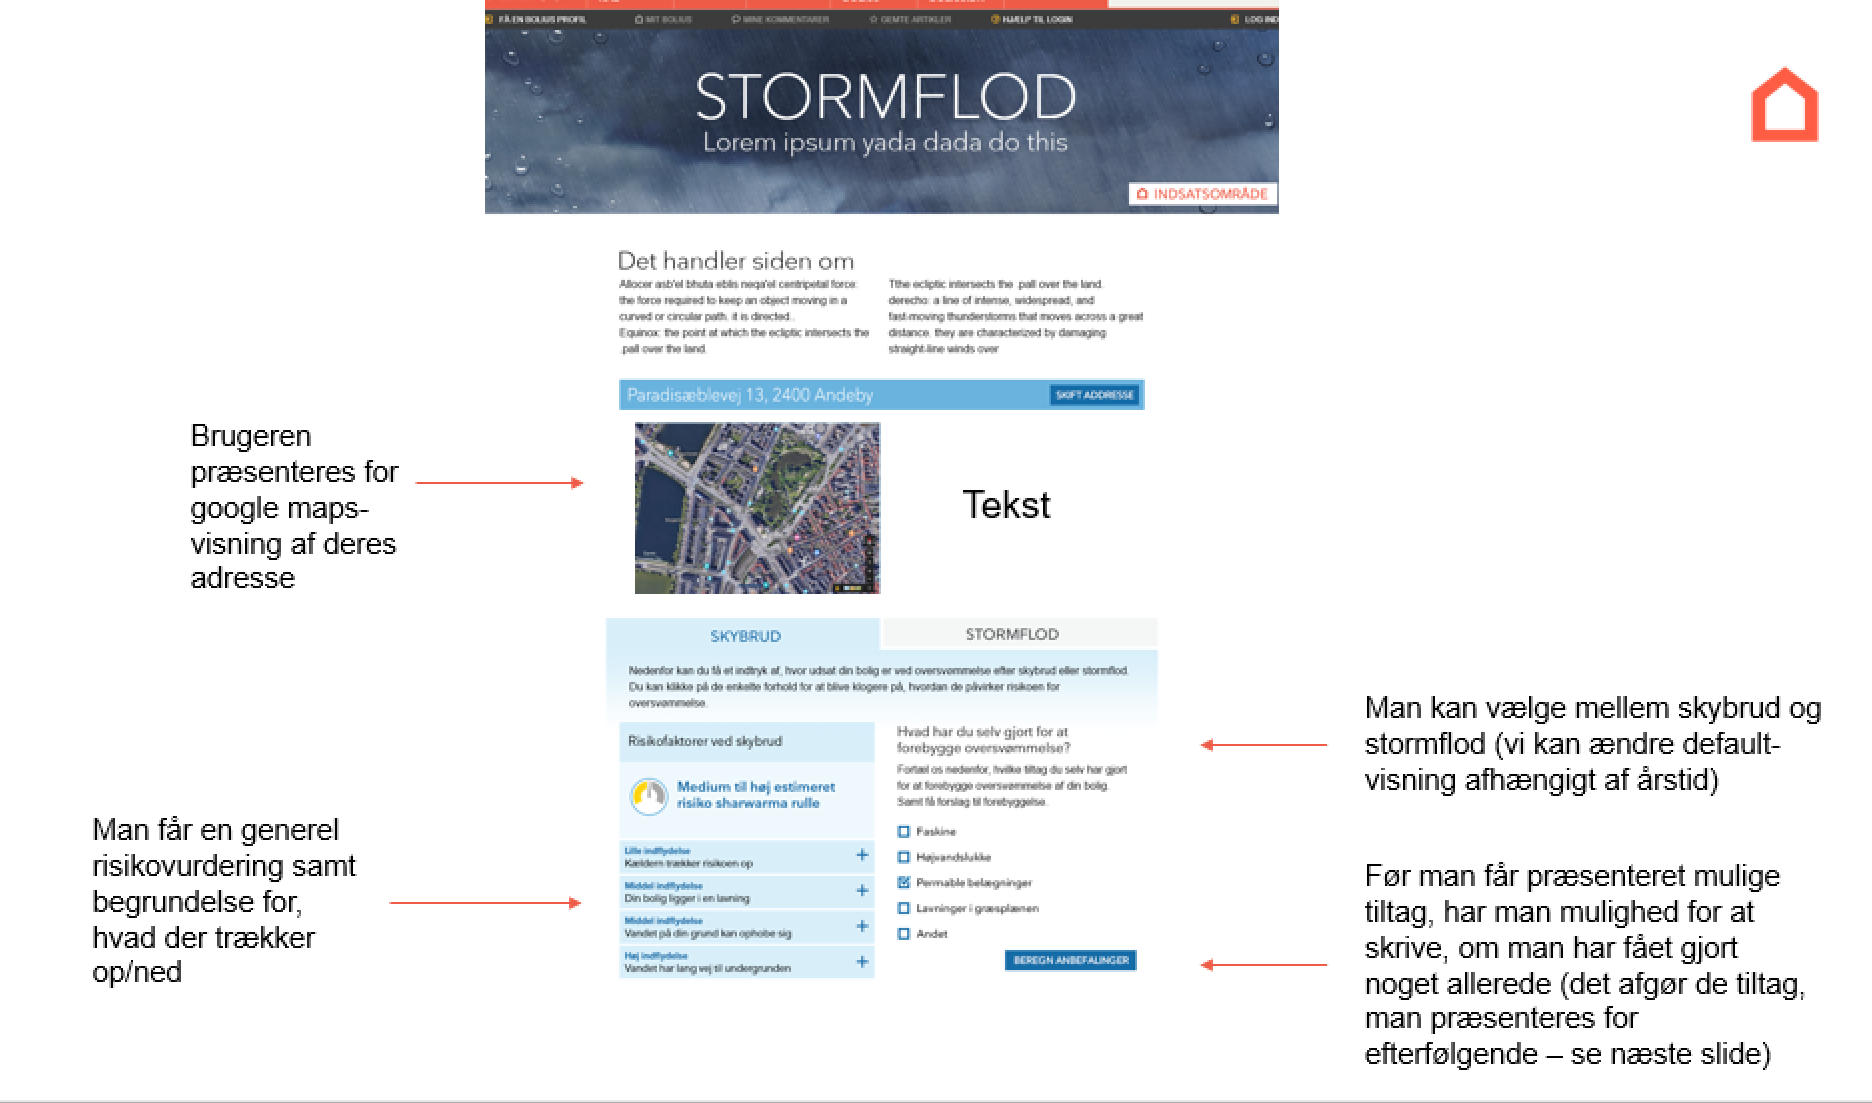 FÅ EN BOLIUS PROFIL
MIT BOLIUS
MINE KOMMENTARER
GEMTE ARTIKLER
HJÆLP TIL LOGIN
LOG IND
STORMFLOD
Lorem ipsum yada dada do this
INDSATSOMRÅDE
Det handler siden om
Allocer asb'el bhuta eblis neqa'el centripetal force:
the force required to keep an object moving in a
curved or circular path. it is directed..
Equinox: the point at which the ecliptic intersects the
.pall over the land.
Tthe ecliptic intersects the .pall over the land.
derecho: a line of intense, widespread, and
fast-moving thunderstorms that moves across a great
distance. they are characterized by damaging
straight-line winds over
Paradisæblevej 13, 2400 Andeby
SKIFT ADDRESSE
Brugeren
præsenteres for
google maps-
visning af deres
adresse
Tekst
SKYBRUD
STORMFLOD
Nedenfor kan du få et indtryk af, hvor udsat din bolig er ved oversvømmelse efter skybrud eller stormflod.
Du kan klikke på de enkelte forhold for at blive klogere på, hvordan de påvirker risikoen for
oversvømmelse.
Risikofaktorer ved skybrud
Medium til høj estimeret
risiko sharwarma rulle
Lille indflydelse
Kælderen trækker risikoen op
Middel indflydelse
Din bolig ligger i en lavning
Middel indflydelse
Vandet på din grund kan ophobe sig
Høj indflydelse
Vandet har lang vej til undergrunden
Hvad har du selv gjort for at
forebygge oversvømmelse?
Fortæl os nedenfor, hvilke tiltag du selv har gjort
for at forebygge oversvømmelse af din bolig.
Samt få forslag til forebyggelse.
Faskine
Højvandslukke
Permable belægninger
Lavninger i græsplænen
Andet
BEREGN ANBEFALINGER
Man får en generel
risikovurdering samt
begrundelse for,
hvad der trækker
op/ned
Man kan vælge mellem skybrud og
stormflod (vi kan ændre default-
visning afhængigt af årstid)
Før man får præsenteret mulige
tiltag, har man mulighed for at
skrive, om man har fået gjort
noget allerede (det afgør de tiltag,
man præsenteres for
efterfølgende – se næste slide)